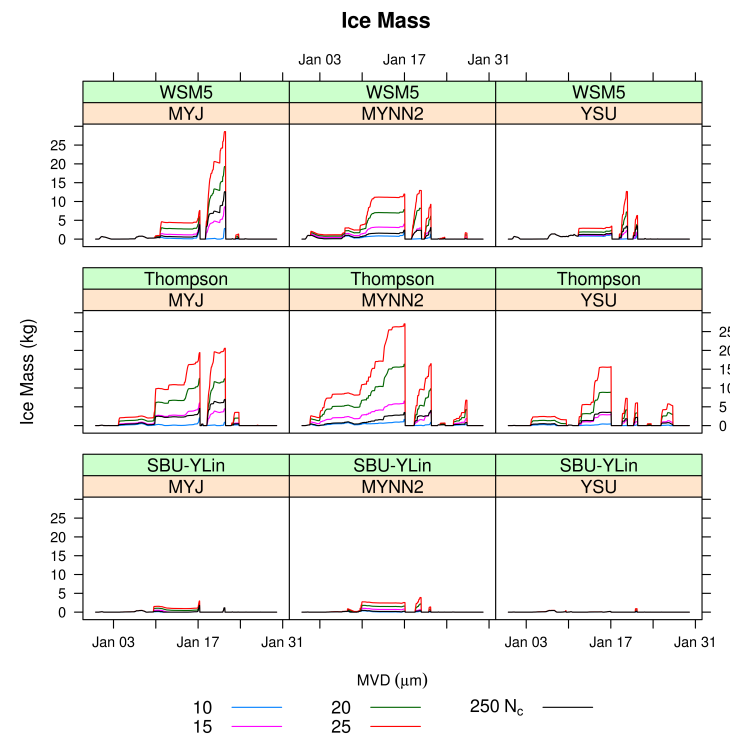 Ice Mass
Jan 03 Jan 17 Jan 31
WSM5 WSM5 WSM5
MYJ MYNN2 YSU
25
20
15
10
5
0
Thompson Thompson Thompson
MYJ MYNN2 YSU
25
20
15
10
5
0
Ice Mass (kg)
SBU-YLin SBU-YLin SBU-YLin
MYJ MYNN2 YSU
25
20
15
10
5
0
Jan 03 Jan 17 Jan 31 Jan 03 Jan 17 Jan 31
MVD (μm)
10 20 250 Nc
15 25